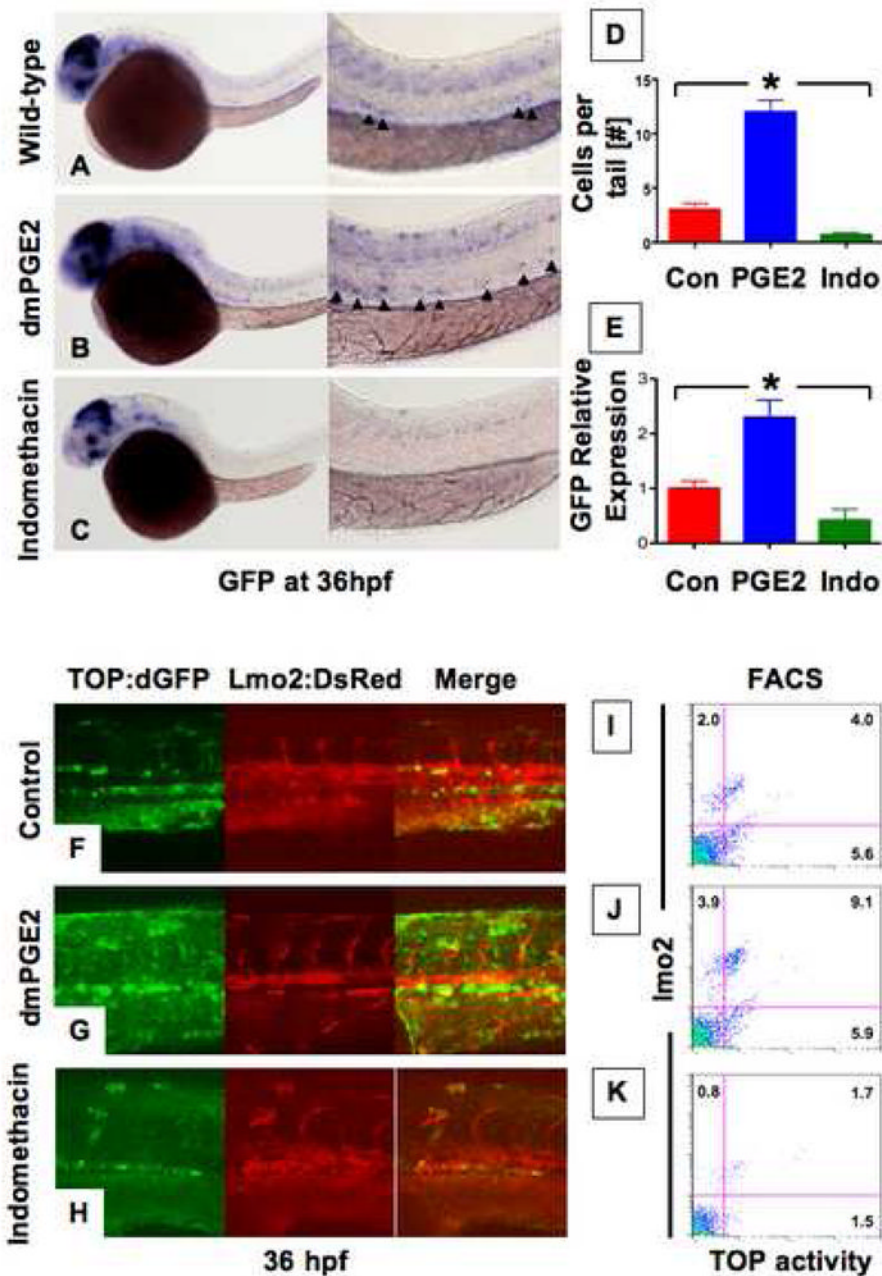 Wild-type
A
dmPGE2
B
Indomethacin
C
GFP at 36hpf
D
Cells per
tail [#]
15
10
5
0
*
Con PGE2 Indo
E
GFP Relative
Expression
3
2
1
0
*
Con PGE2 Indo
TOP:dGFP Lmo2:DsRed Merge
Control
F
dmPGE2
G
Indomethacin
H
36 hpf
FACS
I
2.0 4.0
5.6
J
3.9 9.1
5.9
K
0.8 1.7
1.5
lmo2
TOP activity